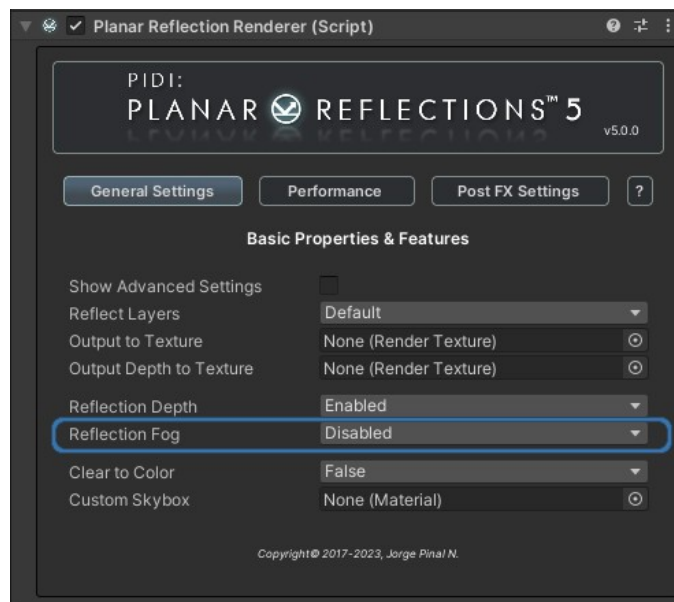 Planar Reflection Renderer (Script)
PIDI:
PLANAR REFLECTIONS™ 5
v5.0.0
General Settings Performance Post FX Settings ?
Basic Properties & Features
Show Advanced Settings
Reflect Layers Default
Output to Texture None (Render Texture)
Output Depth to Texture None (Render Texture)
Reflection Depth Enabled
Reflection Fog Disabled
Clear to Color False
Custom Skybox None (Material)
Copyright© 2017-2023, Jorge Pinal N.